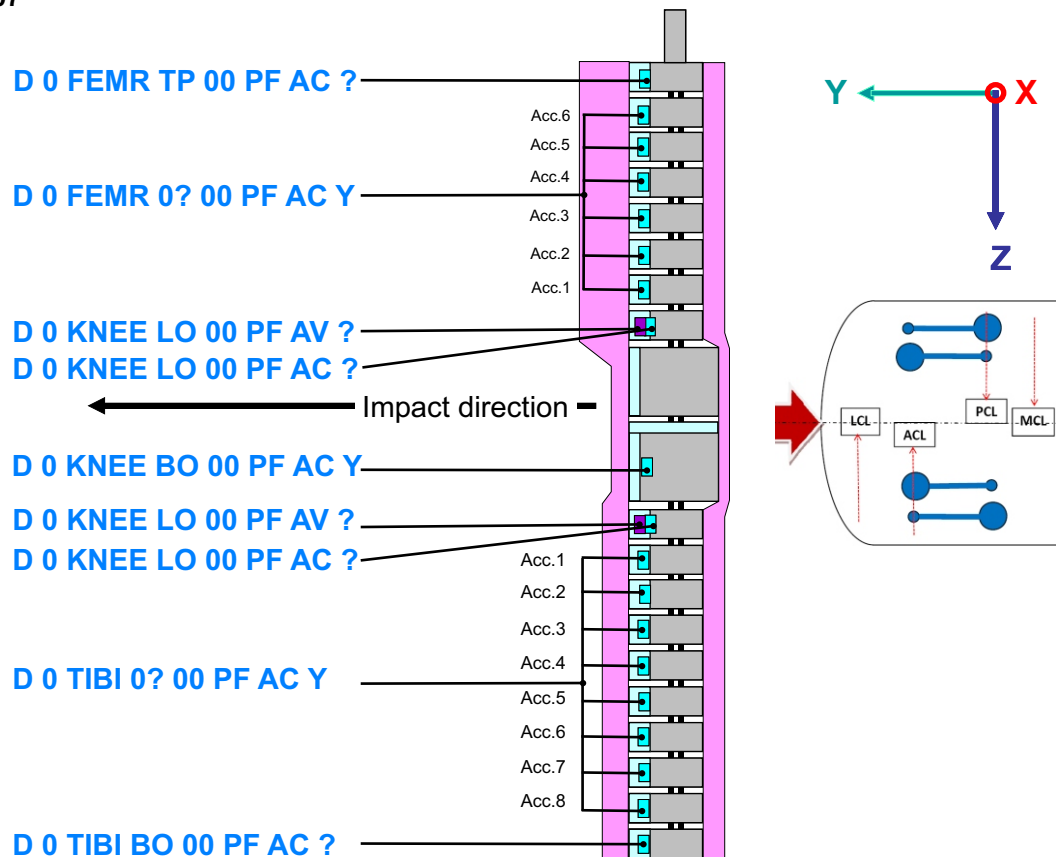 D 0 FEMR TP 00 PF AC ?
Acc.6
Acc.5
Acc.4
D 0 FEMR 0? 00 PF AC Y
Acc.3
Acc.2
Acc.1
D 0 KNEE LO 00 PF AV ?
D 0 KNEE LO 00 PF AC ?
Impact direction
D 0 KNEE BO 00 PF AC Y
D 0 KNEE LO 00 PF AV ?
D 0 KNEE LO 00 PF AC ?
Acc.1
Acc.2
Acc.3
Acc.4
D 0 TIBI 0? 00 PF AC Y
Acc.5
Acc.6
Acc.7
Acc.8
D 0 TIBI BO 00 PF AC ?
Y
X
Z
LCL
ACL
PCL
MCL